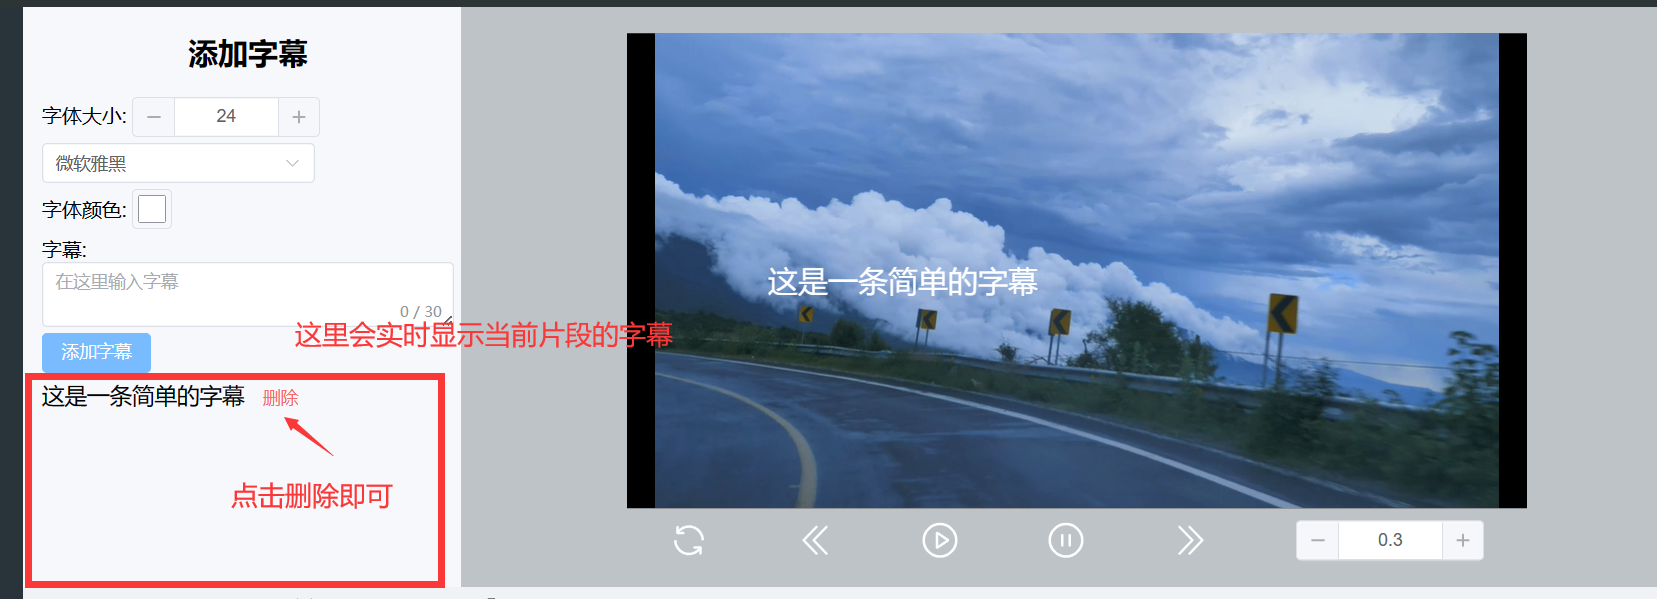 添加字幕
字体大小:
24
微软雅黑
字体颜色:
字幕:
在这里输入字幕
0 / 30
这里会实时显示当前片段的字幕
添加字幕
这是一条简单的字幕 删除
点击删除即可
这是一条简单的字幕
0.3